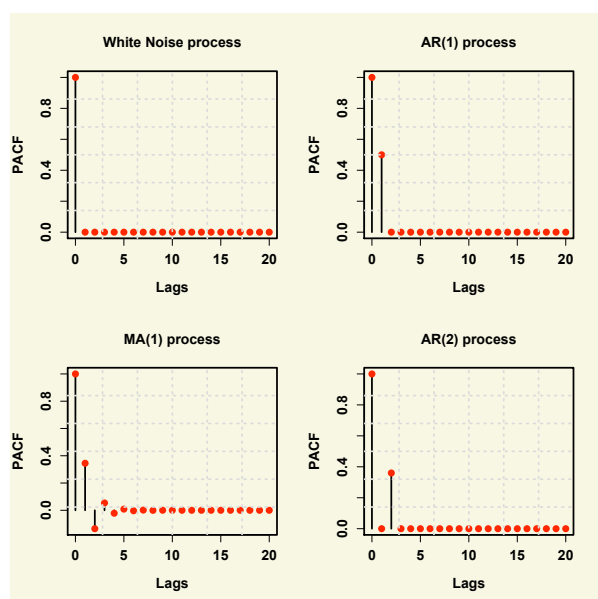 White Noise process
PACF
0.0 0.4 0.8
0 5 10 15 20
Lags
AR(1) process
PACF
0.0 0.4 0.8
0 5 10 15 20
Lags
MA(1) process
PACF
0.0 0.4 0.8
0 5 10 15 20
Lags
AR(2) process
PACF
0.0 0.4 0.8
0 5 10 15 20
Lags